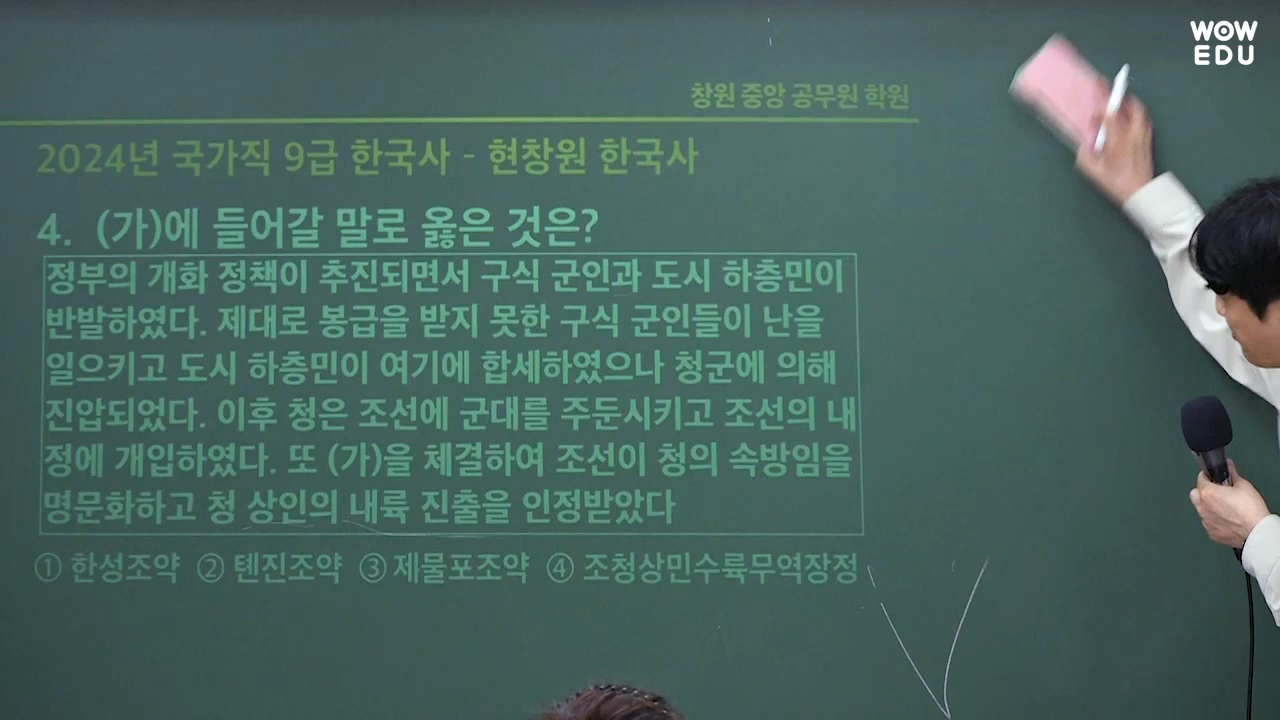 WOW
EDU
창원 중앙 공무원 학원
2024년 국가직 9급 한국사 - 현창원 한국사
4. (가)에 들어갈 말로 옳은 것은?
정부의 개화 정책이 추진되면서 구식 군인과 도시 하층민이
반발하였다. 제대로 봉급을 받지 못한 구식 군인들이 난을
일으키고 도시 하층민이 여기에 합세하였으나 청군에 의해
진압되었다. 이후 청은 조선에 군대를 주둔시키고 조선의 내
정에 개입하였다. 또 (가)을 체결하여 조선이 청의 속방임을
명문화하고 청 상인의 내륙 진출을 인정받았다
① 한성조약 ② 톈진조약 ③ 제물포조약 ④ 조청상민수륙무역장정